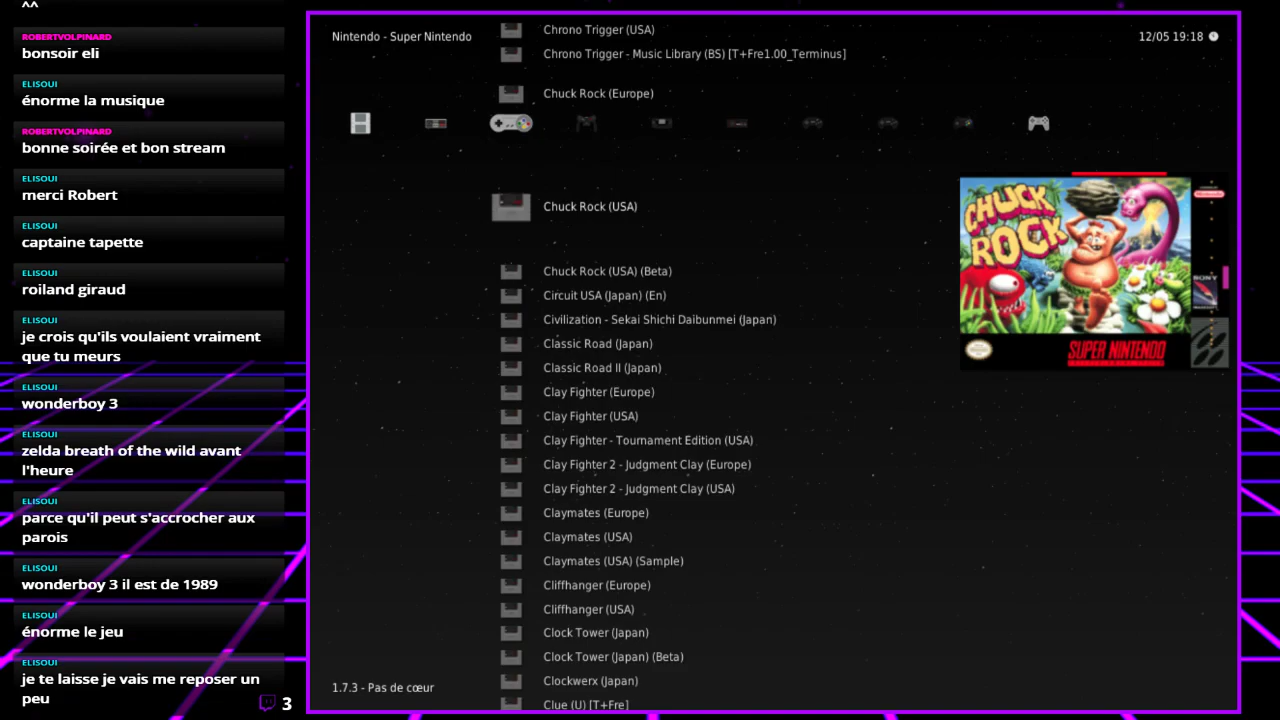 ^^
ROBERTVOLPINARD
bonsoir eli
ELISOUI
énorme la musique
ROBERTVOLPINARD
bonne soirée et bon stream
ELISOUI
merci Robert
ELISOUI
captaine tapette
ELISOUI
roiland giraud
ELISOUI
je crois qu'ils voulaient vraiment
que tu meurs
ELISOUI
wonderboy 3
ELISOUI
zelda breath of the wild avant
l'heure
ELISOUI
parce qu'il peut s'accrocher aux
parois
ELISOUI
wonderboy 3 il est de 1989
ELISOUI
énorme le jeu
ELISOUI
je te laisse je vais me reposer un
peu
3
Nintendo - Super Nintendo
12/05 19:18
Chrono Trigger (USA)
Chrono Trigger - Music Library (BS) [T+Fre1.00_Terminus]
Chuck Rock (Europe)
Chuck Rock (USA)
Chuck Rock (USA) (Beta)
Circuit USA (Japan) (En)
Civilization - Sekai Shichi Daibunmei (Japan)
Classic Road (Japan)
Classic Road II (Japan)
Clay Fighter (Europe)
Clay Fighter (USA)
Clay Fighter - Tournament Edition (USA)
Clay Fighter 2 - Judgment Clay (Europe)
Clay Fighter 2 - Judgment Clay (USA)
Claymates (Europe)
Claymates (USA)
Claymates (USA) (Sample)
Cliffhanger (Europe)
Cliffhanger (USA)
Clock Tower (Japan)
Clock Tower (Japan) (Beta)
Clockwerx (Japan)
Clue (U) [T+Fre]
1.7.3 - Pas de cœur
CHUCK
ROCK
Nintendo
SONY
SUPER NINTENDO